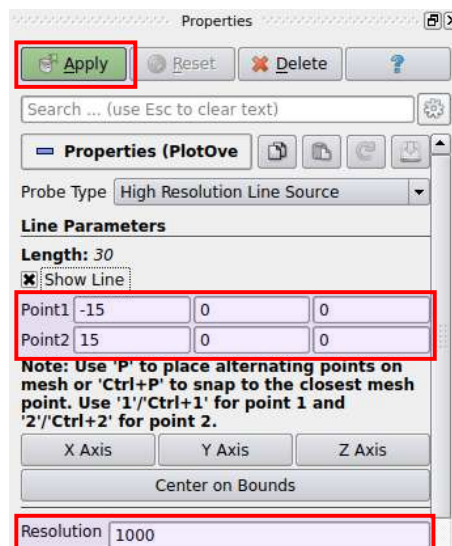 Properties
Apply Reset Delete ?
Search ... (use Esc to clear text)
Properties (PlotOve
Probe Type High Resolution Line Source
Line Parameters
Length: 30
Show Line
Point1 -15 0 0
Point2 15 0 0
Note: Use 'P' to place alternating points on
mesh or 'Ctrl+P' to snap to the closest mesh
point. Use '1'/'Ctrl+1' for point 1 and
'2'/'Ctrl+2' for point 2.
X Axis Y Axis Z Axis
Center on Bounds
Resolution 1000